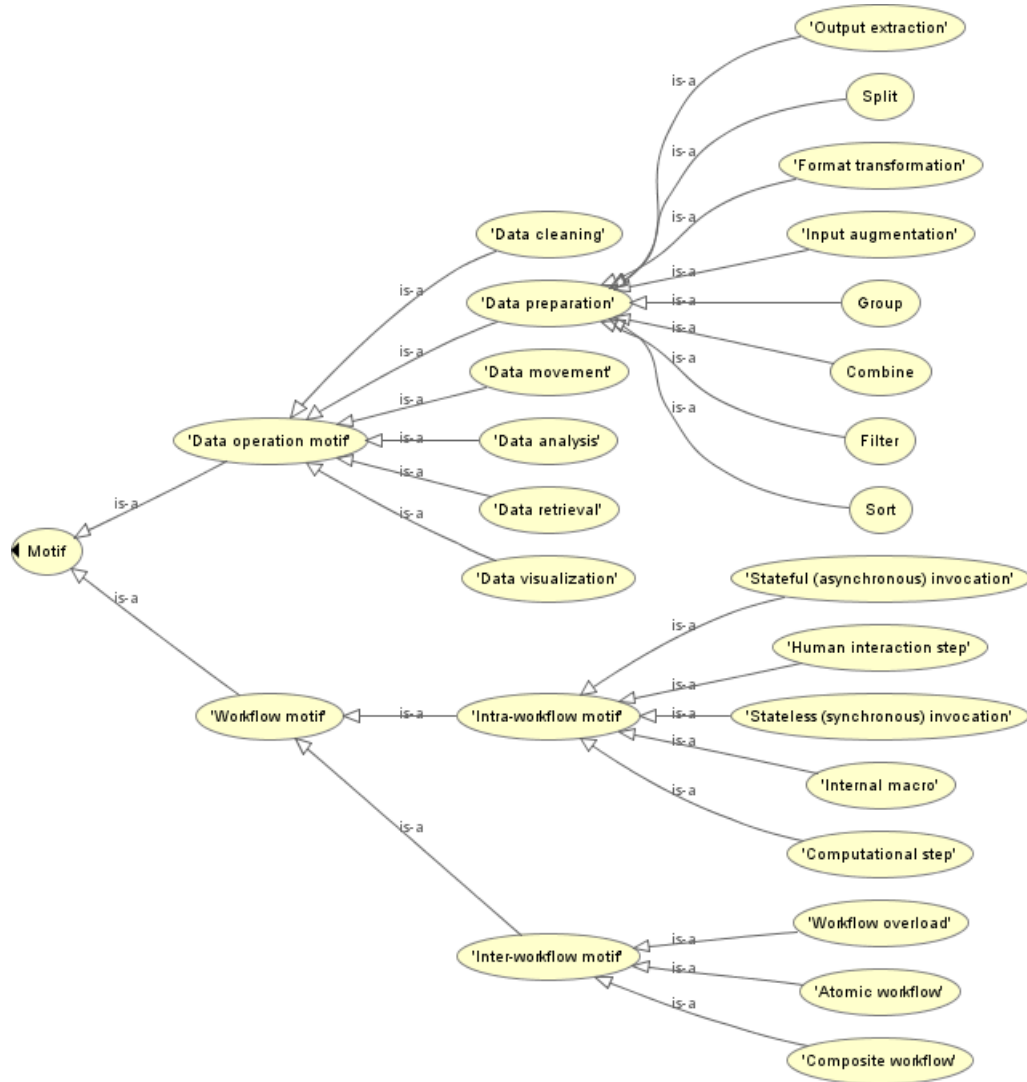 'Output extraction'
is-a
Split
is-a
'Format transformation'
is-a
'Data cleaning'
'Input augmentation'
is-a
is-a
'Data preparation'
is-a
Group
is-a
is-a
'Data movement'
is-a
Combine
is-a
is-a
'Data operation motif'
is-a
'Data analysis'
Filter
is-a
'Data retrieval'
Sort
is-a
is-a
Motif
'Data visualization'
'Stateful (asynchronous) invocation'
is-a
is-a
'Human interaction step'
is-a
'Workflow motif'
is-a
'Intra-workflow motif'
is-a
'Stateless (synchronous) invocation'
is-a
'Internal macro'
is-a
is-a
'Computational step'
'Workflow overload'
is-a
'Inter-workflow motif'
is-a
'Atomic workflow'
is-a
'Composite workflow'